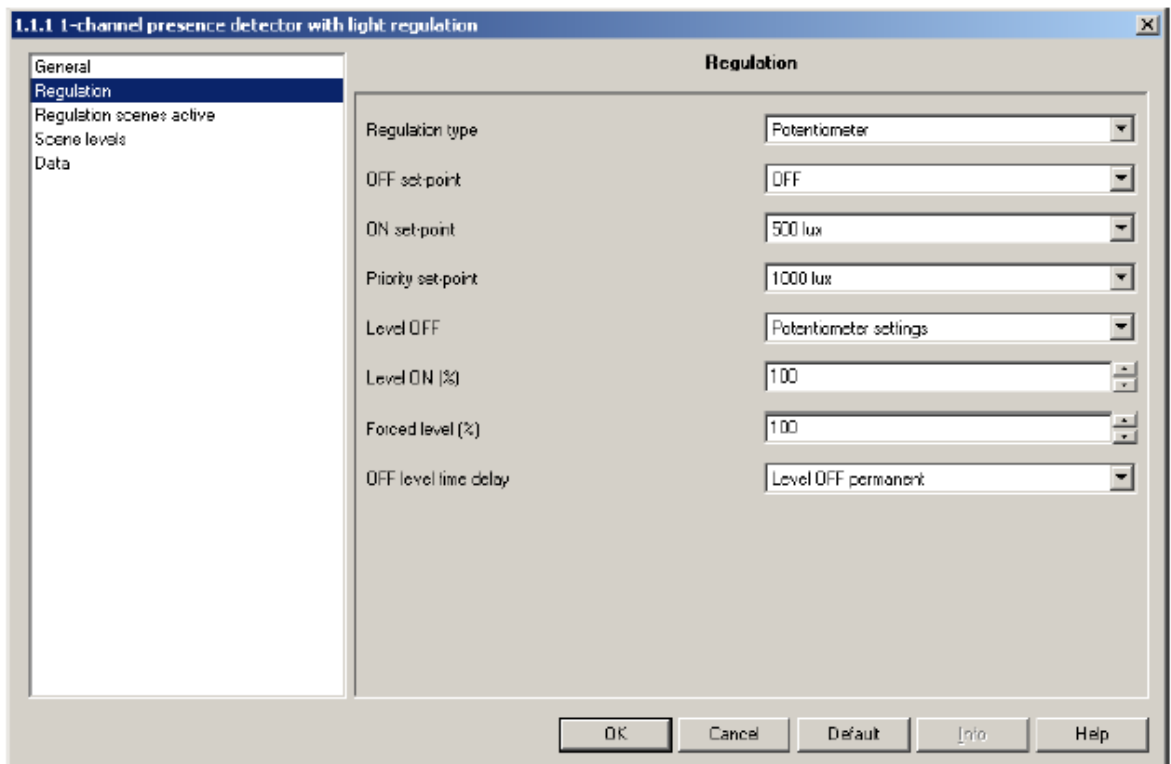 1.1.1 1-channel presence detector with light regulation
General
Regulation
Regulation scenes active
Scene levels
Data
Regulation
Regulation type Potentiometer
OFF set-point OFF
ON set-point 500 lux
Priority set-point 1000 lux
Level OFF Potentiometer settings
Level ON (%) 100
Forced level (%) 100
OFF level time delay Level OFF permanent
OK Cancel Default Info Help